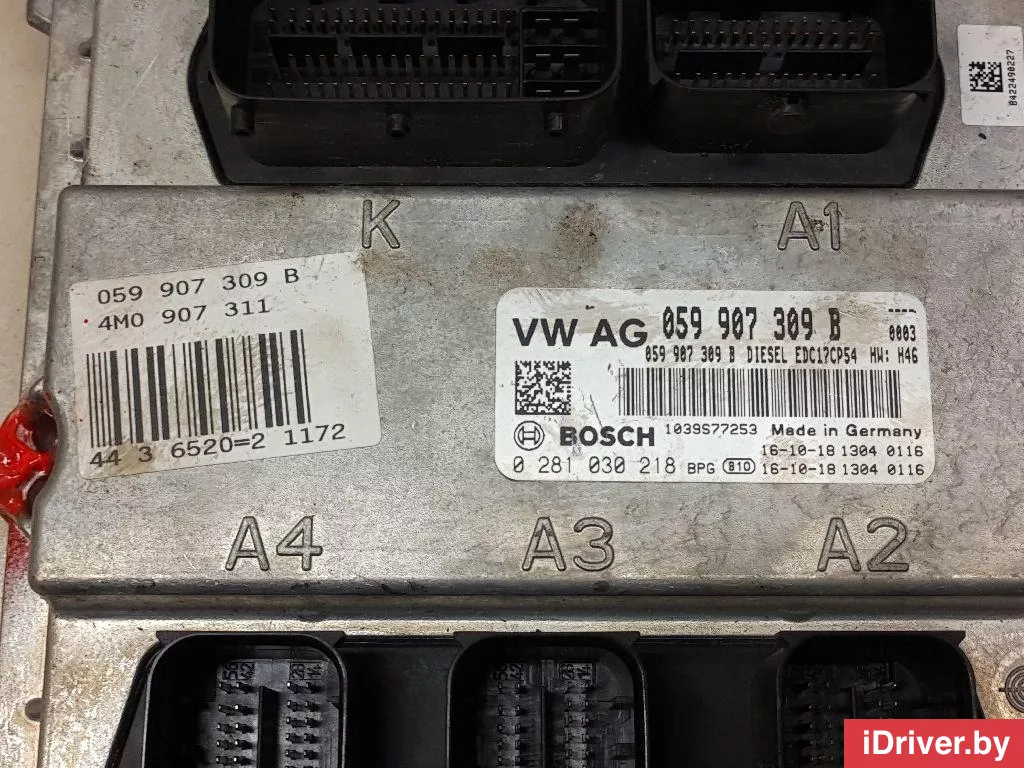 B422490227
K
A1
059 907 309 B
4M0 907 311
44 3 6520=2 1172
VW AG 059 907 309 B ----
0003
059 907 309 B DIESEL EDC17CP54 HW: H46
BOSCH 1039S77253 Made in Germany
16-10-18 1304 0116
0 281 030 218 BPG 810 16-10-18 1304 0116
A4
A3
A2
iDriver.by